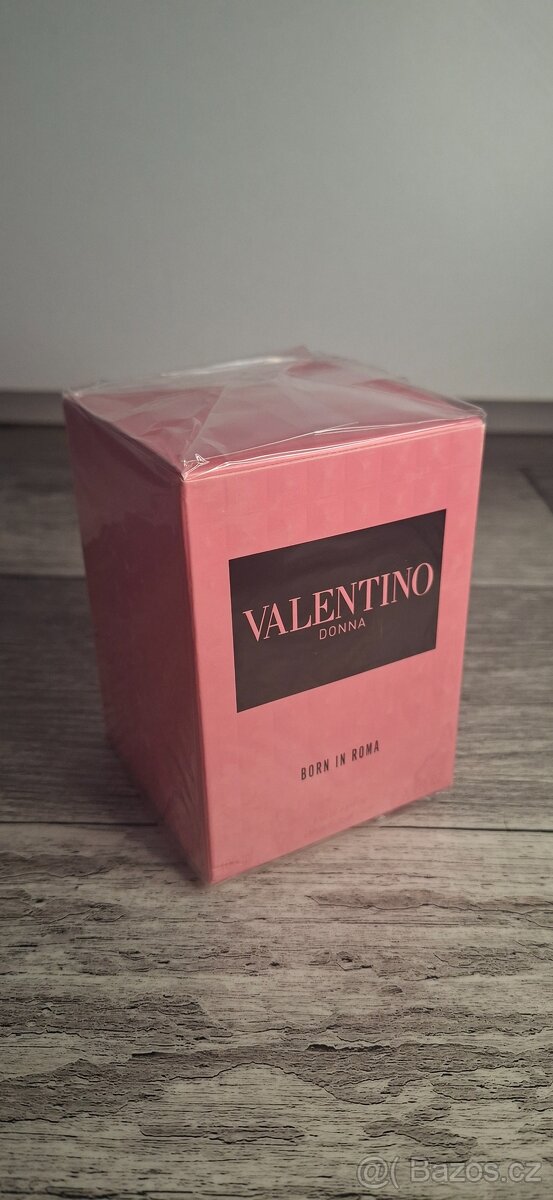 VALENTINO
DONNA
BORN IN ROMA
@( Bazos.cz